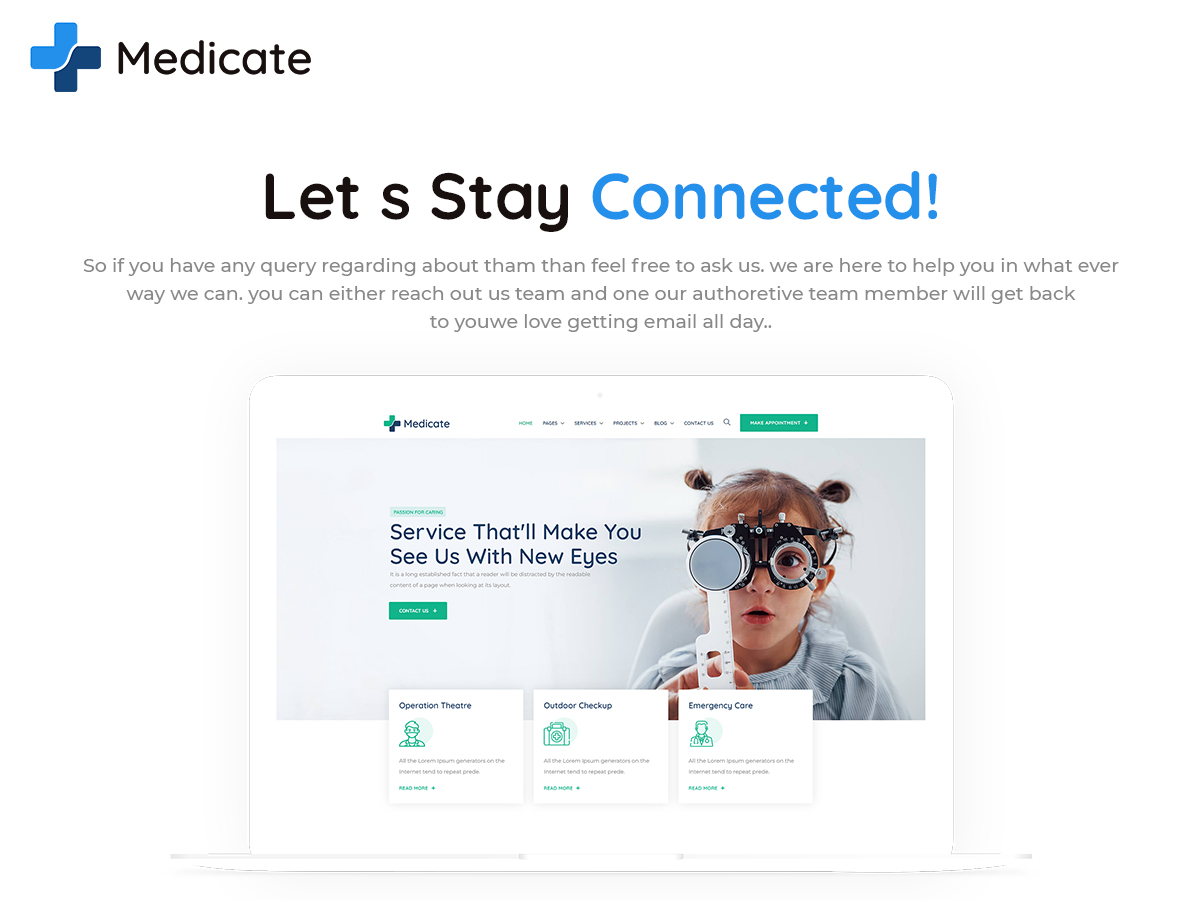 Medicate
Let s Stay Connected!
So if you have any query regarding about tham than feel free to ask us. we are here to help you in what ever
way we can. you can either reach out us team and one our authoretive team member will get back
to youwe love getting email all day..
Medicate HOME PAGES SERVICES PROJECTS BLOG CONTACT US MAKE APPOINTMENT +
PASSION FOR CARING
Service That'll Make You
See Us With New Eyes
It is a long established fact that a reader will be distracted by the readable
content of a page when looking at its layout.
CONTACT US +
Operation Theatre
All the Lorem Ipsum generators on the
Internet tend to repeat prede.
READ MORE +
Outdoor Checkup
All the Lorem Ipsum generators on the
Internet tend to repeat prede.
READ MORE +
Emergency Care
All the Lorem Ipsum generators on the
Internet tend to repeat prede.
READ MORE +